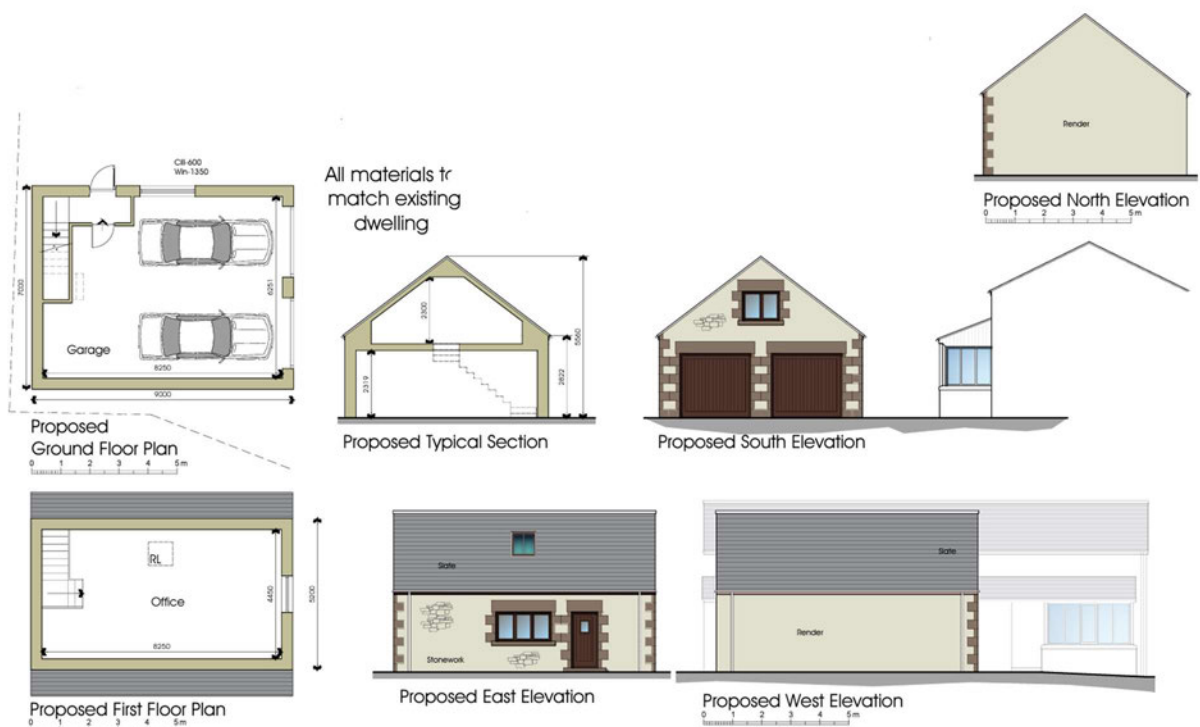 Render
Proposed North Elevation
0 1 2 3 4 5m
Cill-600
Win-1350
All materials tr
match existing
dwelling
7000
6251
Garage
8250
9000
Proposed
Ground Floor Plan
0 1 2 3 4 5m
2300
2319
2822
5560
Proposed Typical Section
Proposed South Elevation
RL
Office
4450
5200
8250
Proposed First Floor Plan
0 1 2 3 4 5m
Slate
Stonework
Proposed East Elevation
Slate
Render
Proposed West Elevation
0 1 2 3 4 5m